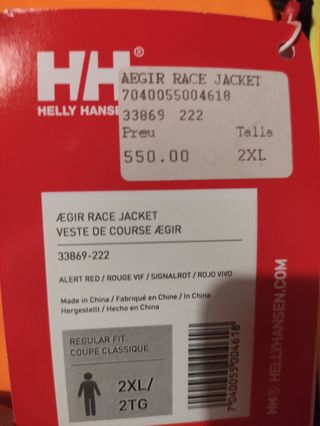 HH®
HELLY HANSEN
AEGIR RACE JACKET
7040055004618
33869 222
Preu Talla
550.00 2XL
ÆGIR RACE JACKET
VESTE DE COURSE ÆGIR
33869-222
ALERT RED / ROUGE VIF / SIGNALROT / ROJO VIVO
Made in China / Fabriqué en Chine / In China
Hergestellt / Hecho en China
REGULAR FIT
COUPE CLASSIQUE
2XL/
2TG
7040055004618
HH® HELLYHANSEN.COM